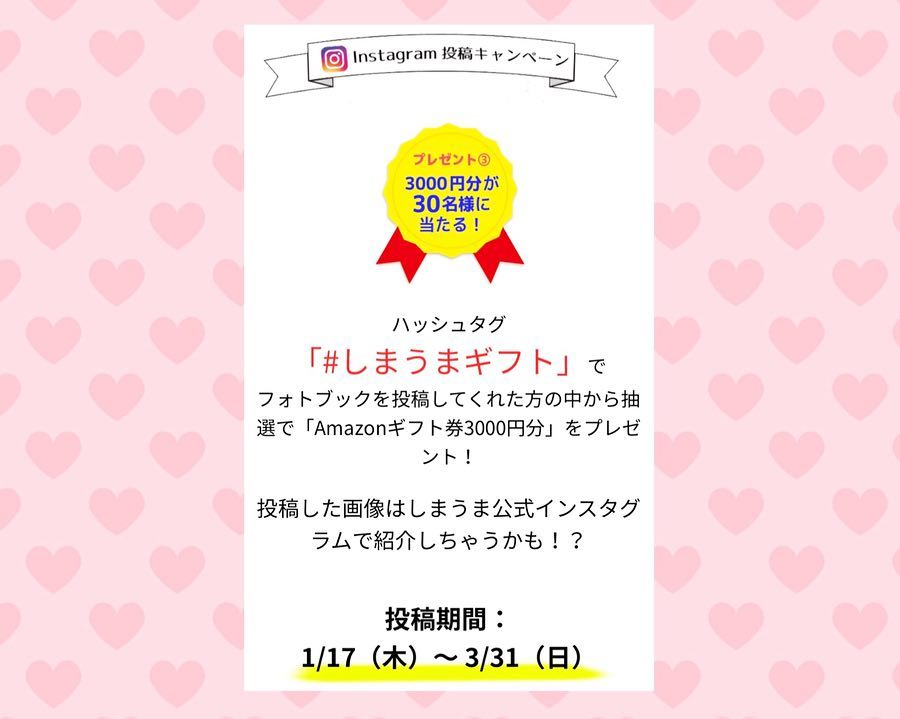 Instagram 投稿キャンペーン
プレゼント③
3000円分が
30名様に
当たる！
ハッシュタグ
「#しまうまギフト」で
フォトブックを投稿してくれた方の中から抽
選で「Amazonギフト券3000円分」をプレゼ
ント！
投稿した画像はしまうま公式インスタグ
ラムで紹介しちゃうかも！？
投稿期間：
1/17（木）～ 3/31（日）